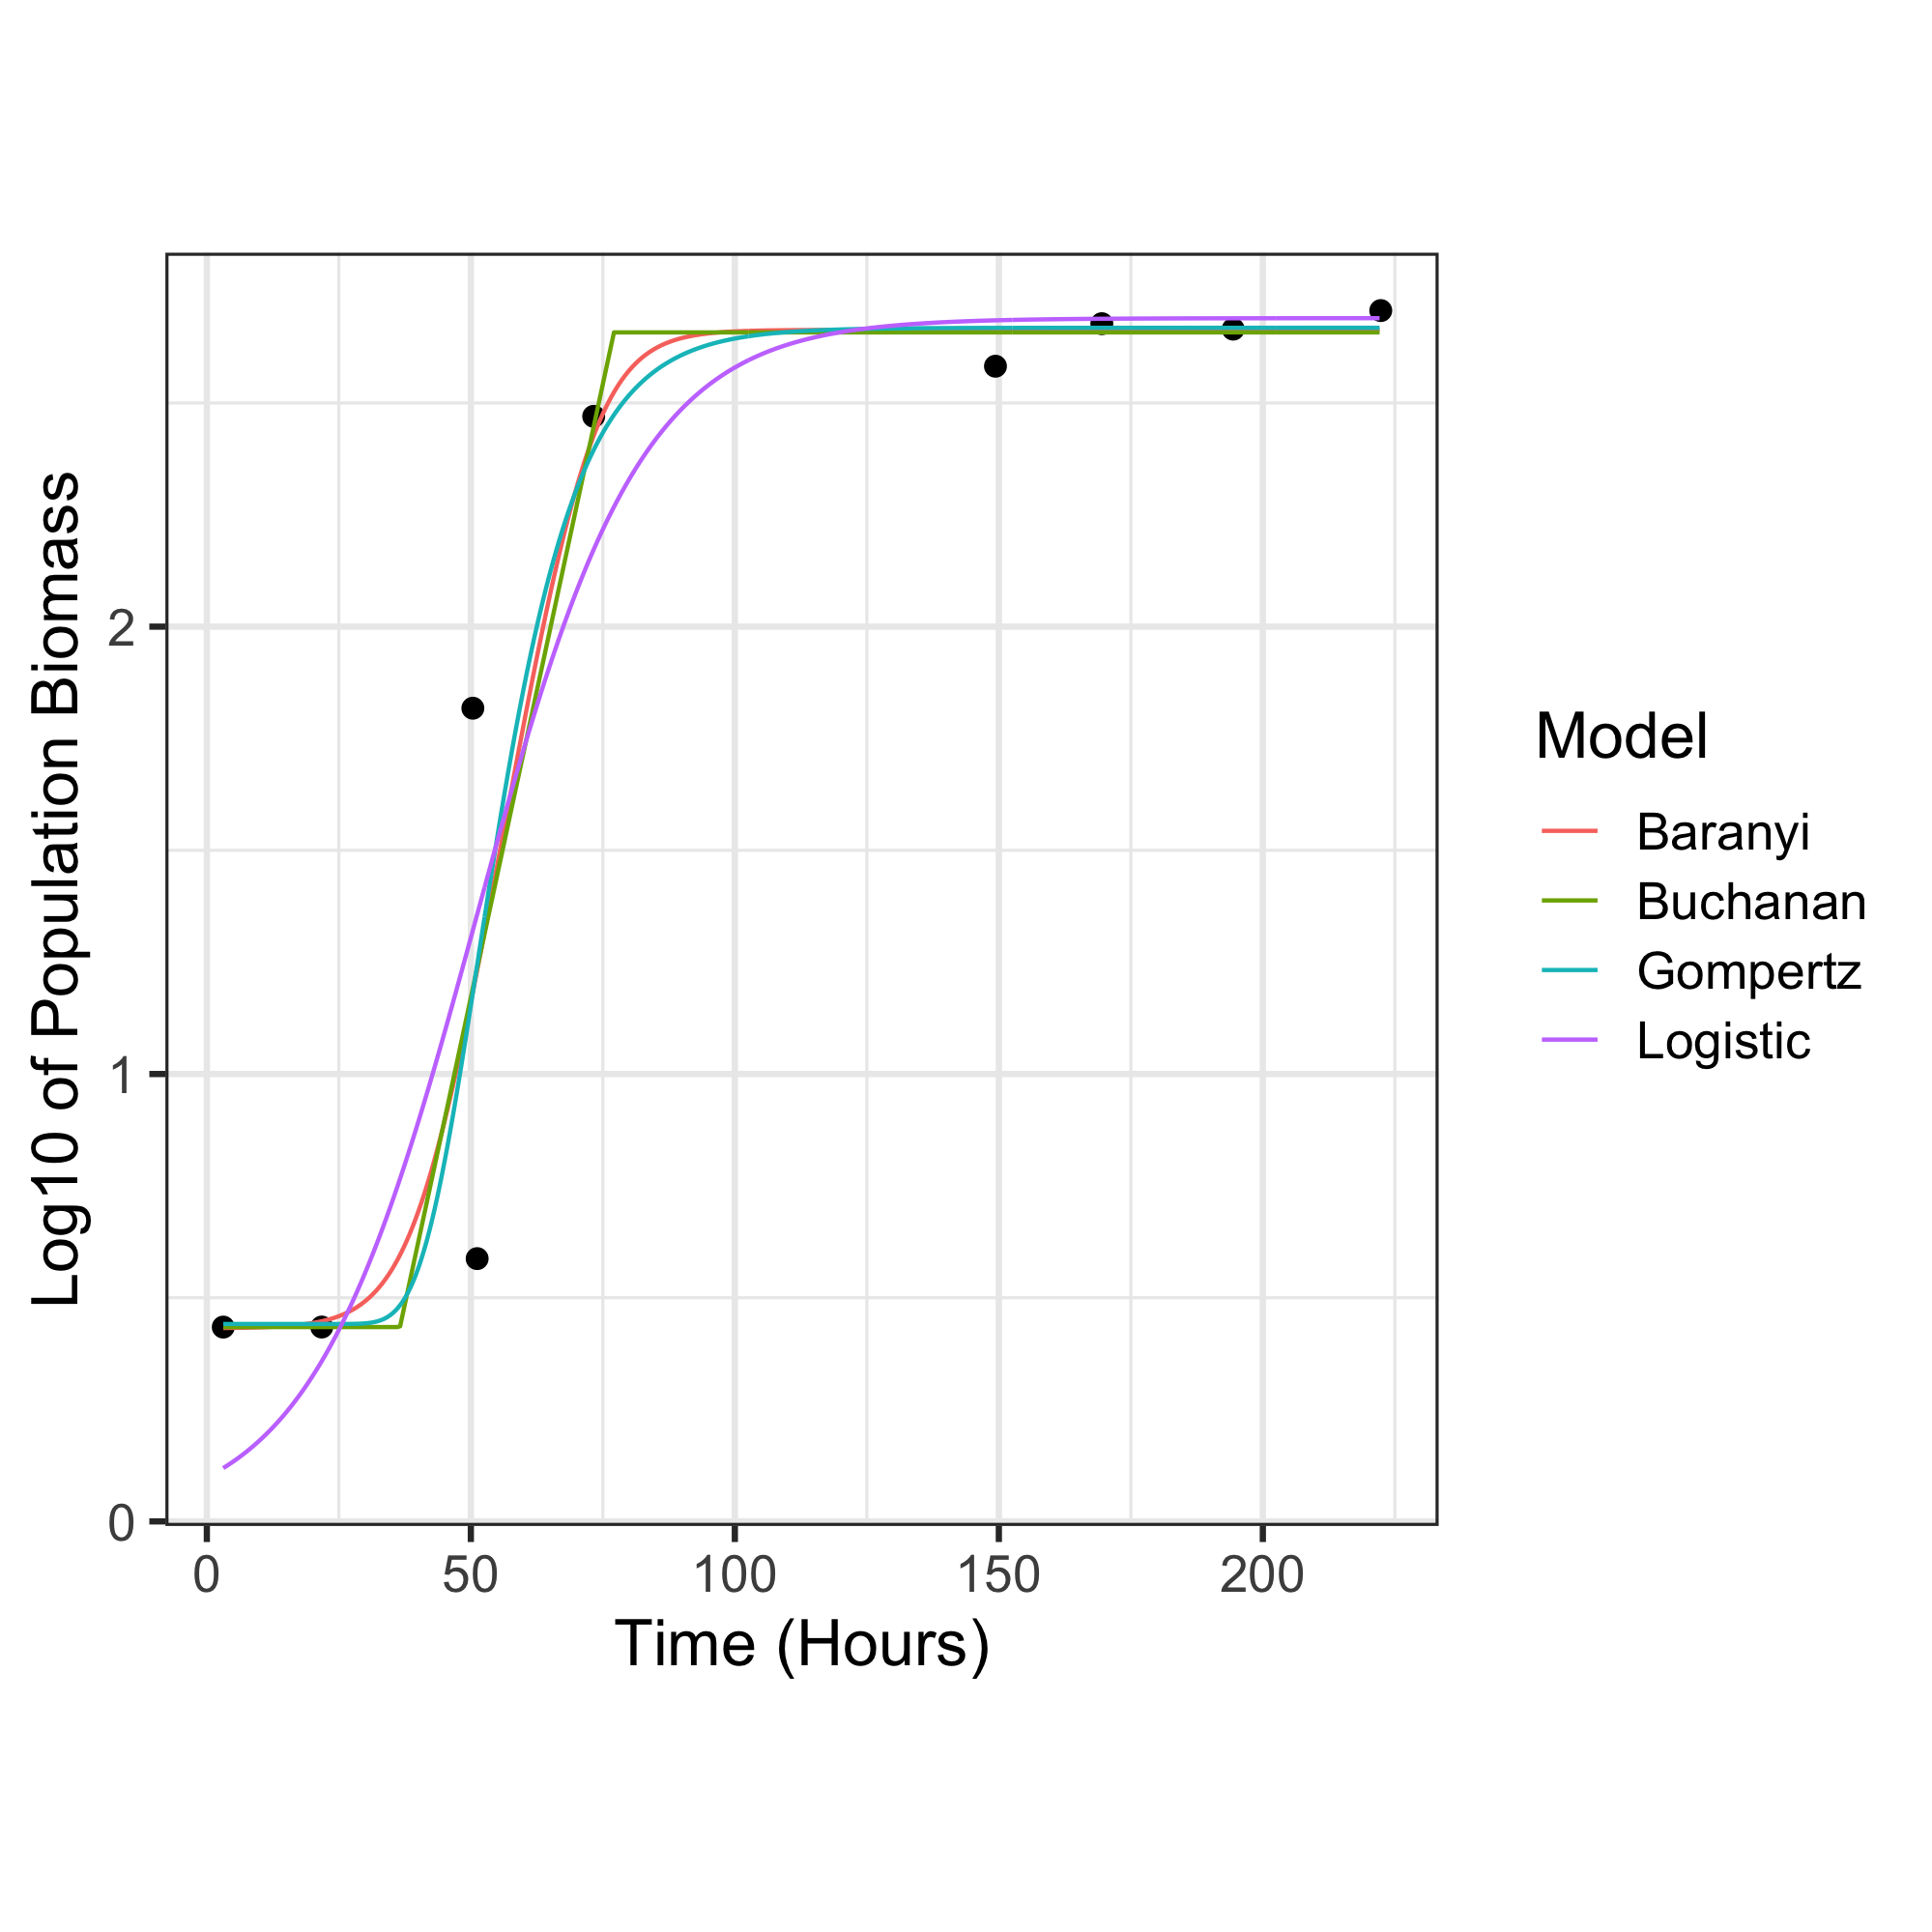 Log10 of Population Biomass
2
1
0
0 50 100 150 200
Time (Hours)
Model
Baranyi
Buchanan
Gompertz
Logistic